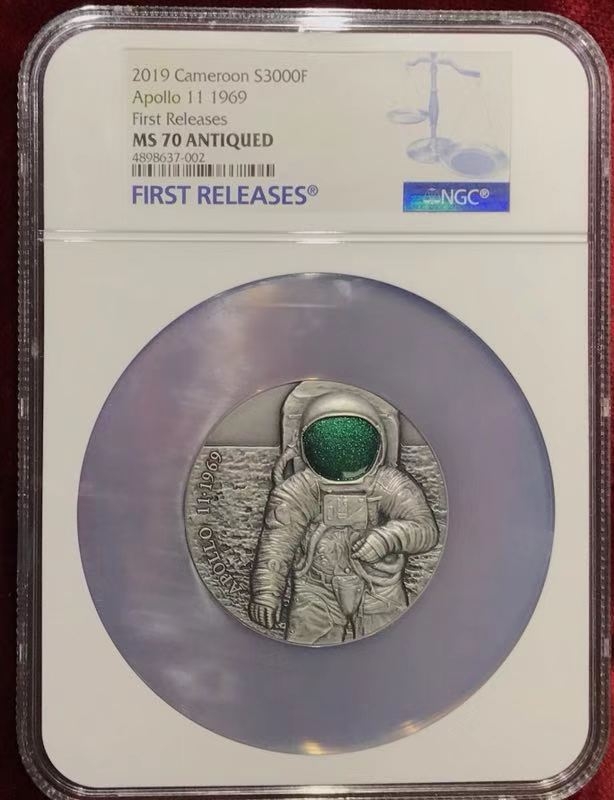 2019 Cameroon S3000F
Apollo 11 1969
First Releases
MS 70 ANTIQUED
4898637-002
FIRST RELEASES®
NGC®
APOLLO 11·1969